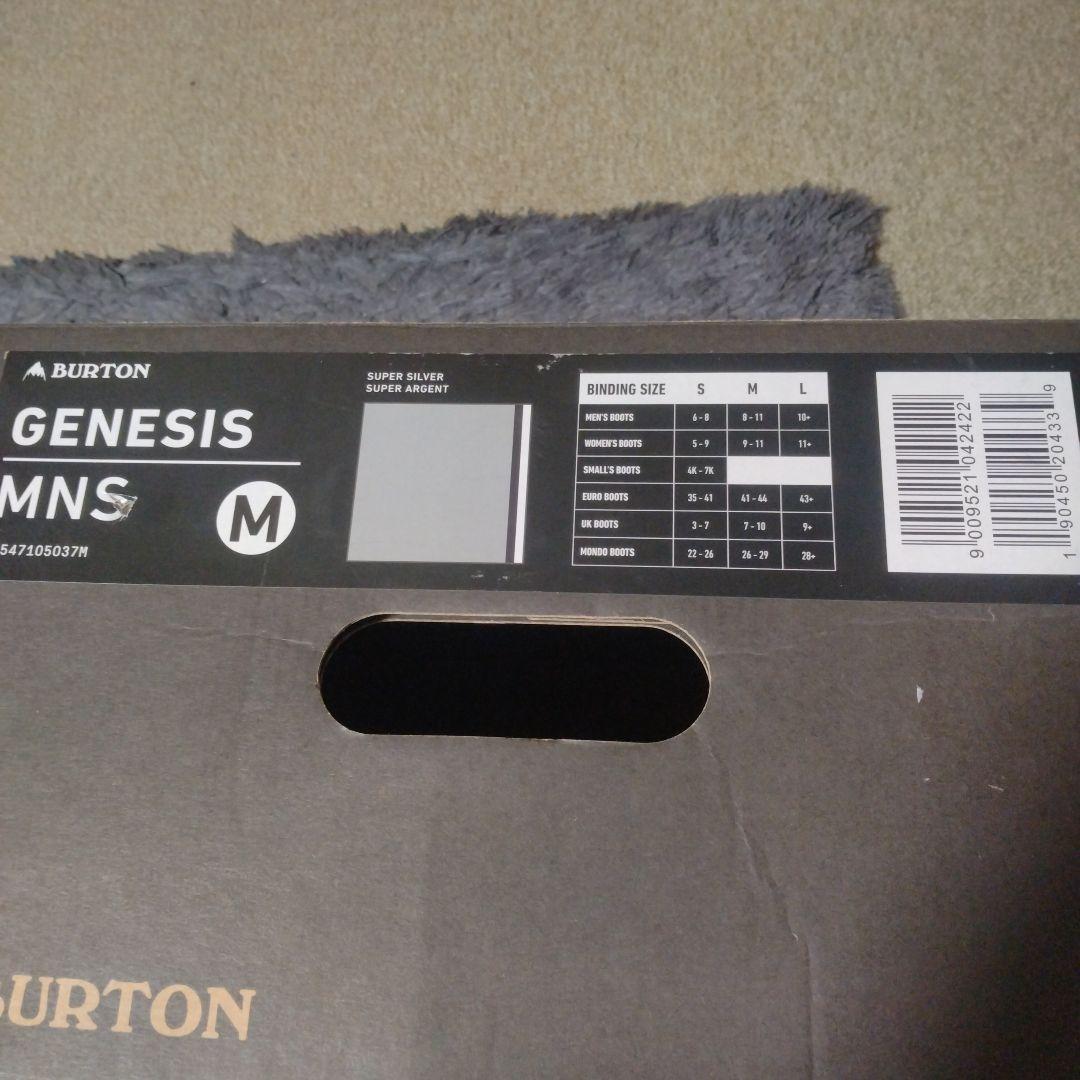 BURTON
GENESIS
MNS
M
547105037M
SUPER SILVER
SUPER ARGENT
BINDING SIZE S M L
MEN'S BOOTS 6 - 8 8 - 11 10+
WOMEN'S BOOTS 5 - 9 9 - 11 11+
SMALL'S BOOTS 4K - 7K
EURO BOOTS 35 - 41 41 - 44 43+
UK BOOTS 3 - 7 7 - 10 9+
MONDO BOOTS 22 - 26 26 - 29 28+
9 009521 042422
1 90450 20433 9
BURTON